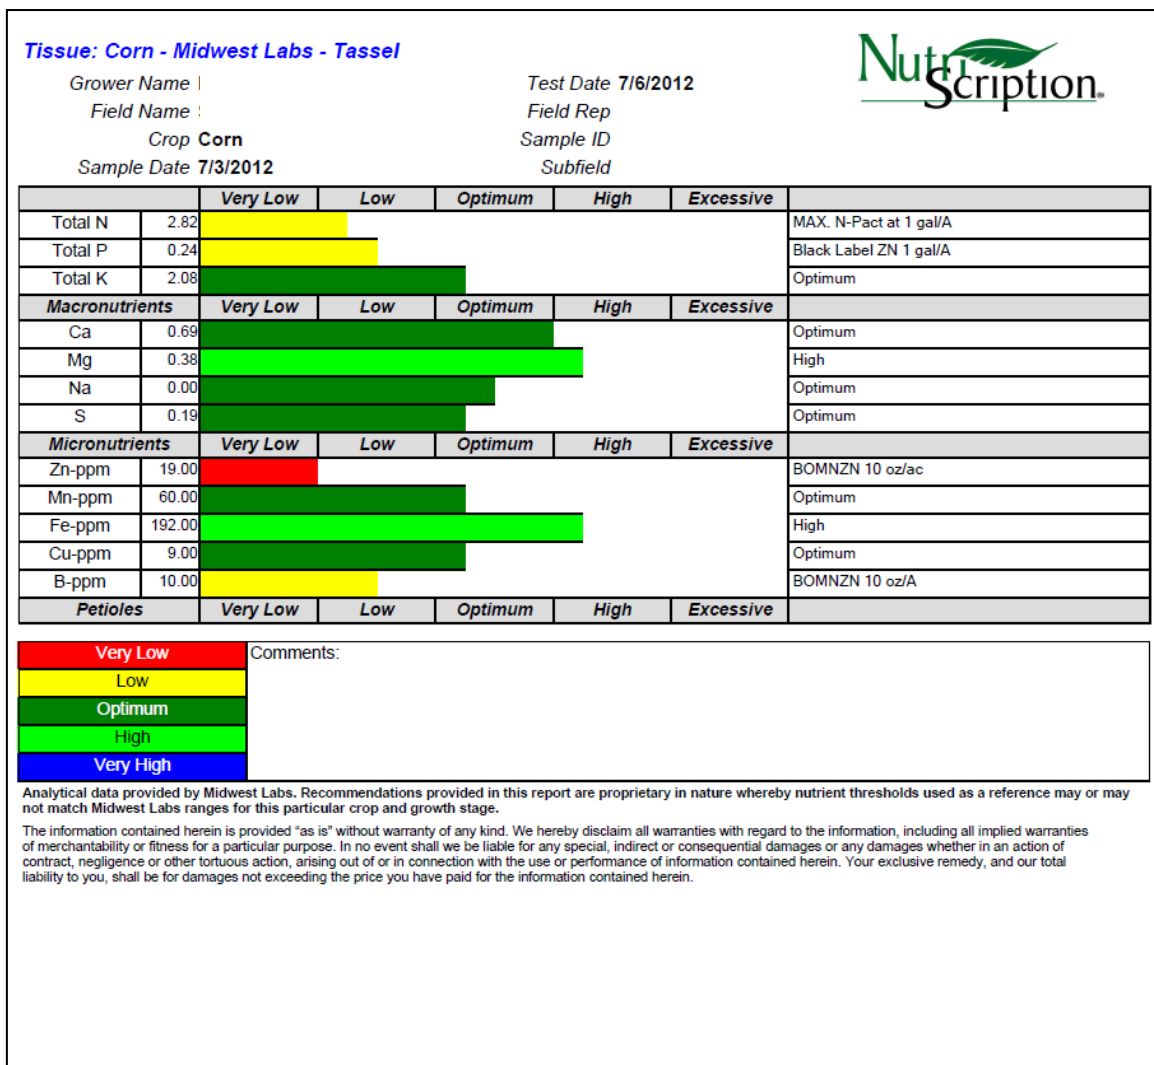 Tissue: Corn - Midwest Labs - Tassel
NutriScription
Grower Name Test Date 7/6/2012
Field Name Field Rep
Crop Corn Sample ID
Sample Date 7/3/2012 Subfield
Very Low Low Optimum High Excessive
Total N 2.82 MAX. N-Pact at 1 gal/A
Total P 0.24 Black Label ZN 1 gal/A
Total K 2.08 Optimum
Macronutrients Very Low Low Optimum High Excessive
Ca 0.69 Optimum
Mg 0.38 High
Na 0.00 Optimum
S 0.19 Optimum
Micronutrients Very Low Low Optimum High Excessive
Zn-ppm 19.00 BOMNZN 10 oz/ac
Mn-ppm 60.00 Optimum
Fe-ppm 192.00 High
Cu-ppm 9.00 Optimum
B-ppm 10.00 BOMNZN 10 oz/A
Petioles Very Low Low Optimum High Excessive
Very Low Comments:
Low
Optimum
High
Very High
Analytical data provided by Midwest Labs. Recommendations provided in this report are proprietary in nature whereby nutrient thresholds used as a reference may or may
not match Midwest Labs ranges for this particular crop and growth stage.
The information contained herein is provided “as is” without warranty of any kind. We hereby disclaim all warranties with regard to the information, including all implied warranties
of merchantability or fitness for a particular purpose. In no event shall we be liable for any special, indirect or consequential damages or any damages whether in an action of
contract, negligence or other tortuous action, arising out of or in connection with the use or performance of information contained herein. Your exclusive remedy, and our total
liability to you, shall be for damages not exceeding the price you have paid for the information contained herein.